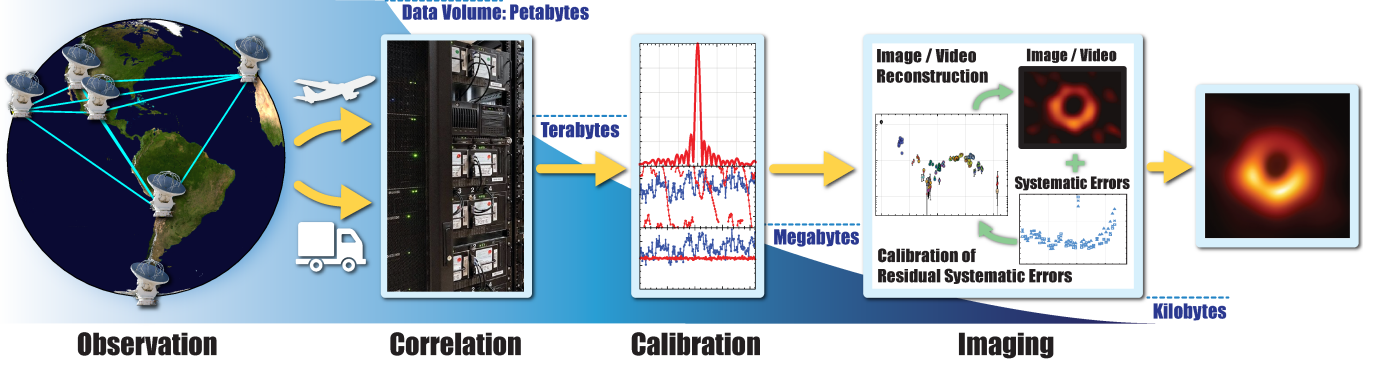 Data Volume: Petabytes
Terabytes
Megabytes
Kilobytes
Image / Video
Reconstruction
Image / Video
Systematic Errors
Calibration of
Residual Systematic Errors
Observation
Correlation
Calibration
Imaging